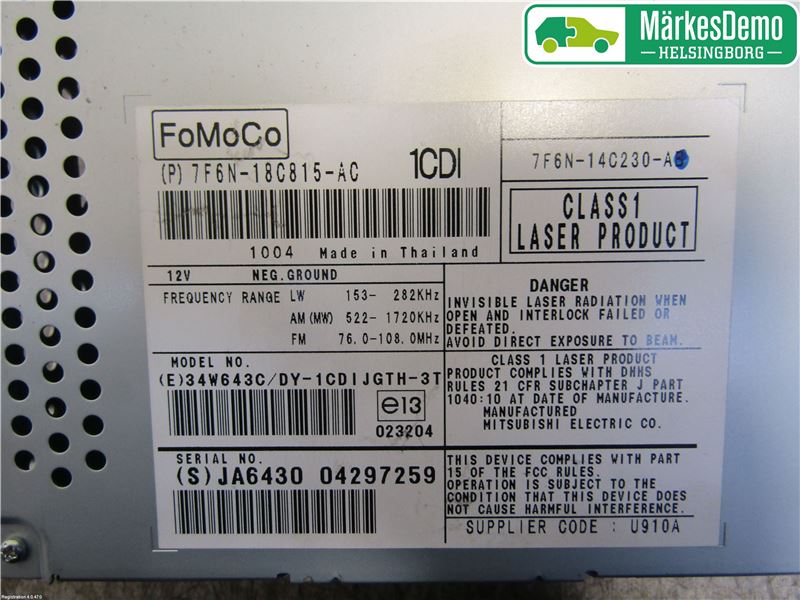 MärkesDemo
HELSINGBORG
FoMoCo
(P) 7F6N-18C815-AC
1CDI
7F6N-14C230-A
CLASS1
LASER PRODUCT
1004 Made in Thailand
12V NEG.GROUND
FREQUENCY RANGE LW 153- 282KHz
AM (MW) 522- 1720KHz
FM 76.0-108.0MHz
DANGER
INVISIBLE LASER RADIATION WHEN
OPEN AND INTERLOCK FAILED OR
DEFEATED.
AVOID DIRECT EXPOSURE TO BEAM.
MODEL NO.
(E)34W643C/DY-1CDIJGTH-3T
e13
023204
CLASS 1 LASER PRODUCT
PRODUCT COMPLIES WITH DHHS
RULES 21 CFR SUBCHAPTER J PART
1040:10 AT DATE OF MANUFACTURE.
MANUFACTURED
MITSUBISHI ELECTRIC CO.
SERIAL NO.
(S)JA6430 04297259
THIS DEVICE COMPLIES WITH PART
15 OF THE FCC RULES.
OPERATION IS SUBJECT TO THE
CONDITION THAT THIS DEVICE DOES
NOT CAUSE HARMFUL INTERFERENCE.
SUPPLIER CODE : U910A
Registration 4.0.47.0